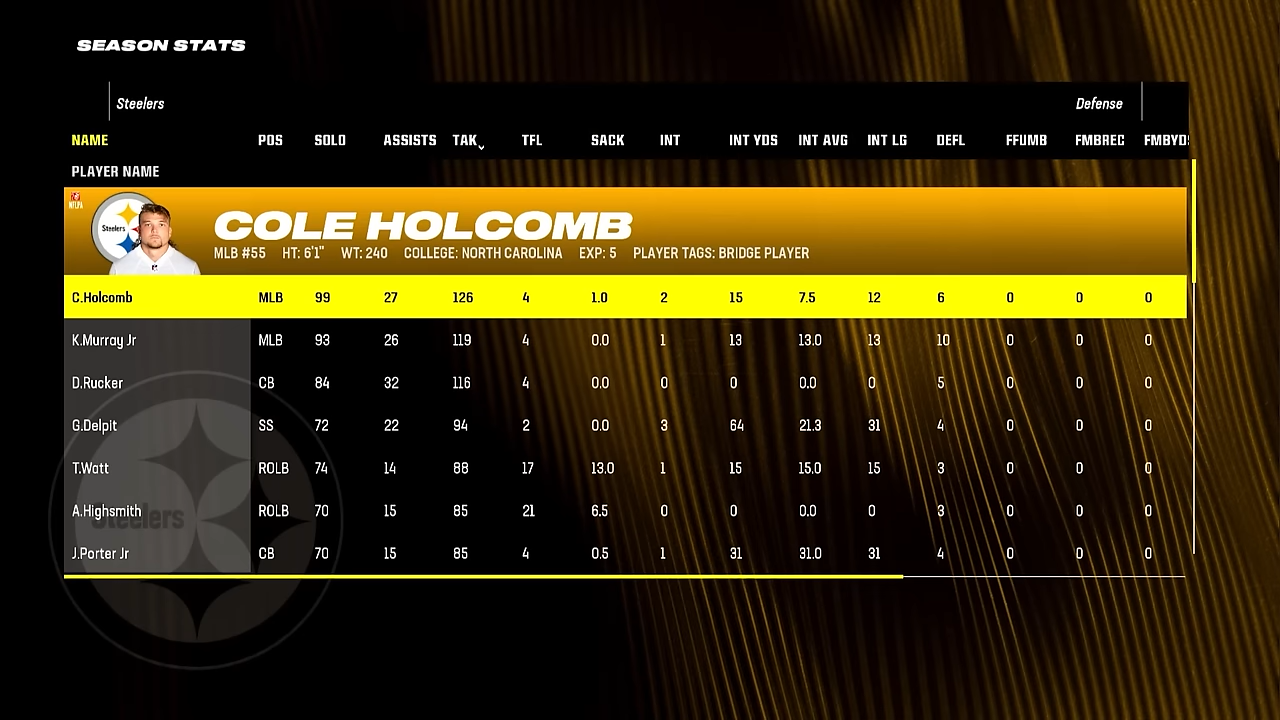 SEASON STATS
Steelers Defense
NAME POS SOLO ASSISTS TAK TFL SACK INT INT YDS INT AVG INT LG DEFL FFUMB FMBREC FMBYDS
PLAYER NAME
NFLPA
Steelers
COLE HOLCOMB
MLB #55 HT: 6'1" WT: 240 COLLEGE: NORTH CAROLINA EXP: 5 PLAYER TAGS: BRIDGE PLAYER
C.Holcomb MLB 99 27 126 4 1.0 2 15 7.5 12 6 0 0 0
K.Murray Jr MLB 93 26 119 4 0.0 1 13 13.0 13 10 0 0 0
D.Rucker CB 84 32 116 4 0.0 0 0 0.0 0 5 0 0 0
G.Delpit SS 72 22 94 2 0.0 3 64 21.3 31 4 0 0 0
T.Watt ROLB 74 14 88 17 13.0 1 15 15.0 15 3 0 0 0
A.Highsmith ROLB 70 15 85 21 6.5 0 0 0.0 0 3 0 0 0
Steelers
J.Porter Jr CB 70 15 85 4 0.5 1 31 31.0 31 4 0 0 0